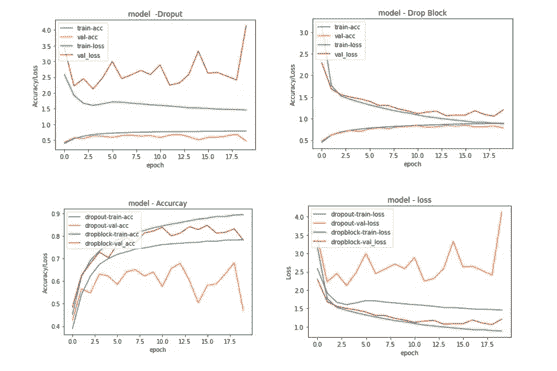 model -Droput
4.0
3.5
3.0
2.5
2.0
1.5
1.0
0.5
Accuracy/Loss
train-acc
val-acc
train-loss
val_loss
0.0 2.5 5.0 7.5 10.0 12.5 15.0 17.5
epoch
model - Drop Block
3.0
2.5
2.0
1.5
1.0
0.5
Accuracy/Loss
train-acc
val-acc
train-loss
val_loss
0.0 2.5 5.0 7.5 10.0 12.5 15.0 17.5
epoch
model - Accurcay
0.9
0.8
0.7
0.6
0.5
0.4
Accuracy/Loss
dropout-train-acc
dropout-val-acc
dropblock-train-acc
dropblock-val_acc
0.0 2.5 5.0 7.5 10.0 12.5 15.0 17.5
epoch
model - loss
4.0
3.5
3.0
2.5
2.0
1.5
1.0
Loss
dropout-train-loss
dropout-val-loss
dropblock-train-loss
dropblock-val_loss
0.0 2.5 5.0 7.5 10.0 12.5 15.0 17.5
epoch